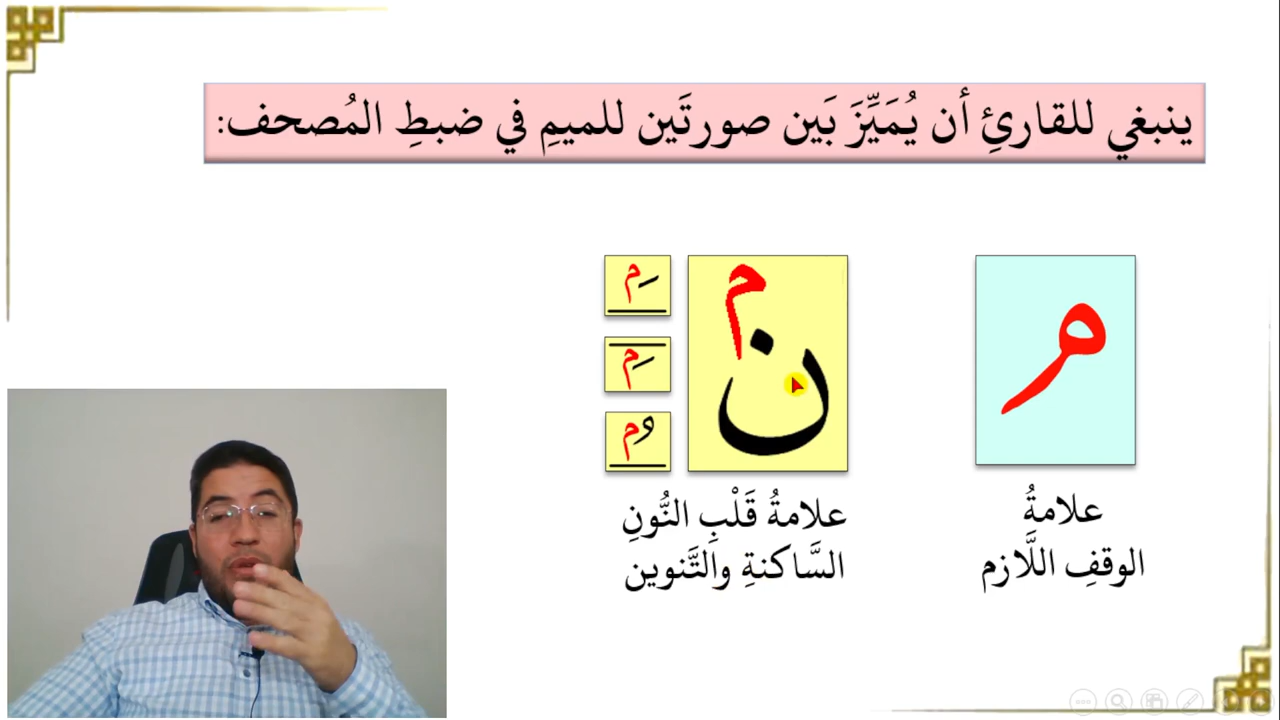 ينبغي للقارئِ أن يُمَيِّزَ بَين صورتَين للميمِ في ضبطِ المُصحف:
م
نۢ
ـَم
ـَم
ـُم
علامةُ
الوقفِ اللَّازم
علامةُ قَلْبِ النُّونِ
السَّاكنةِ والتَّنوين